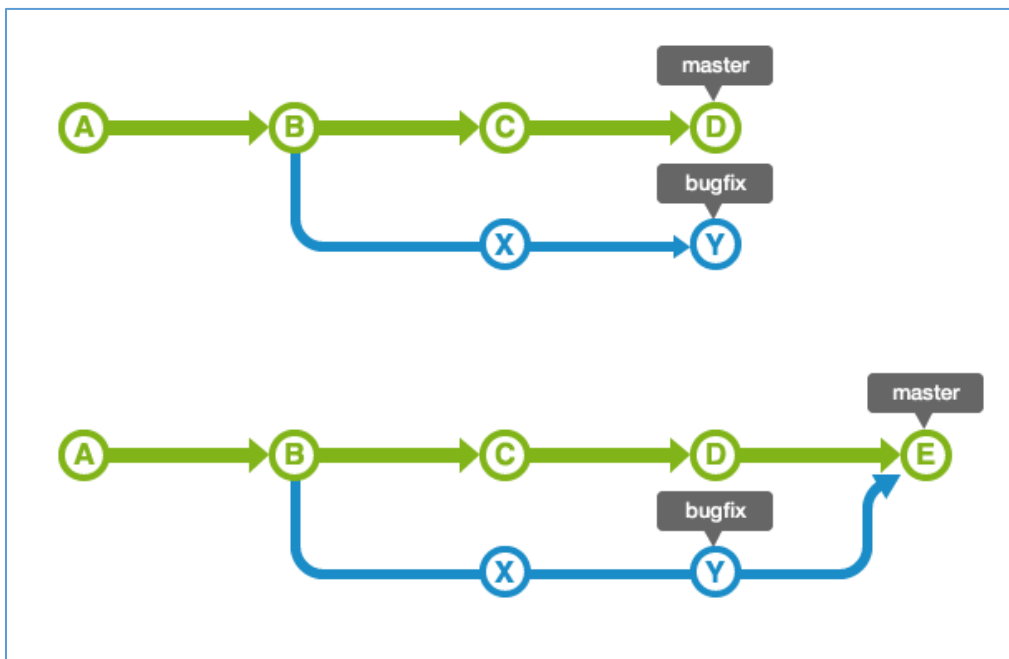 master
A B C D
bugfix
X Y
master
A B C D E
bugfix
X Y